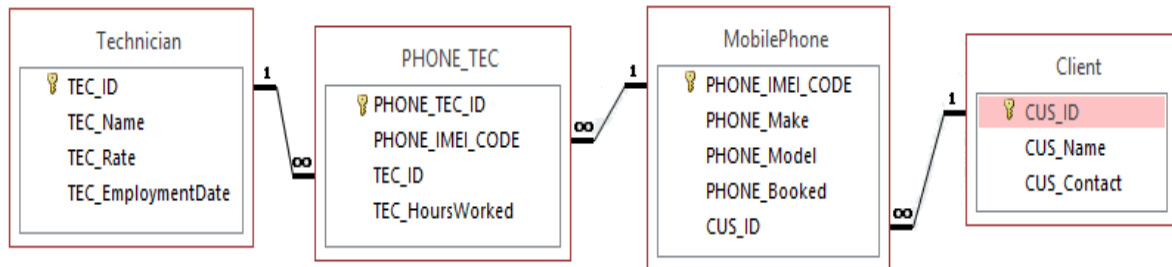 Technician
TEC_ID
TEC_Name
TEC_Rate
TEC_EmploymentDate
1
∞
PHONE_TEC
PHONE_TEC_ID
PHONE_IMEI_CODE
TEC_ID
TEC_HoursWorked
∞
1
MobilePhone
PHONE_IMEI_CODE
PHONE_Make
PHONE_Model
PHONE_Booked
CUS_ID
∞
1
Client
CUS_ID
CUS_Name
CUS_Contact